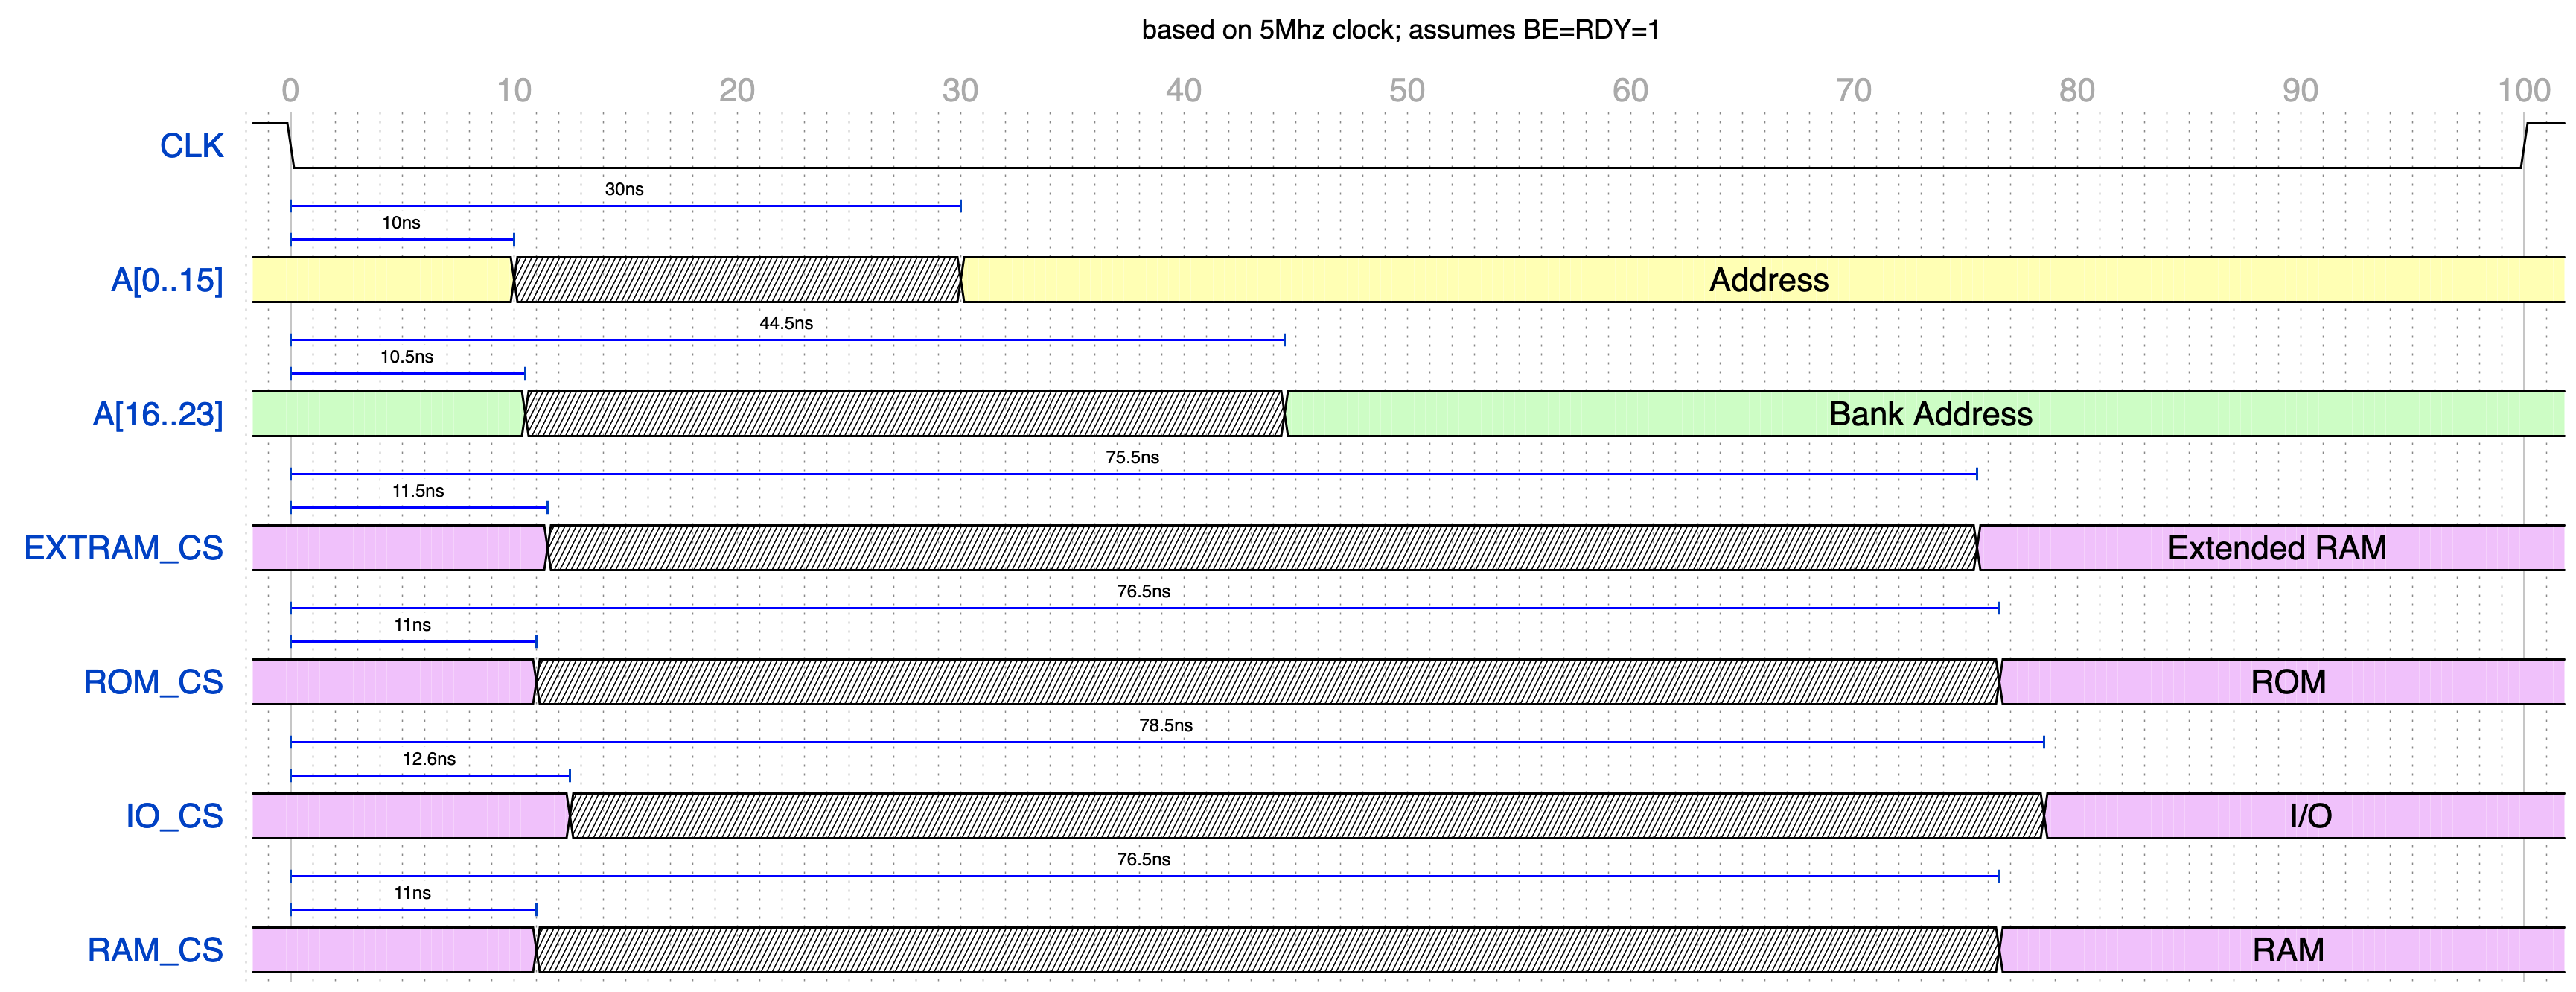 based on 5Mhz clock; assumes BE=RDY=1
0 10 20 30 40 50 60 70 80 90 100
CLK
30ns
10ns
A[0..15] Address
44.5ns
10.5ns
A[16..23] Bank Address
75.5ns
11.5ns
EXTRAM_CS Extended RAM
76.5ns
11ns
ROM_CS ROM
78.5ns
12.6ns
IO_CS I/O
76.5ns
11ns
RAM_CS RAM